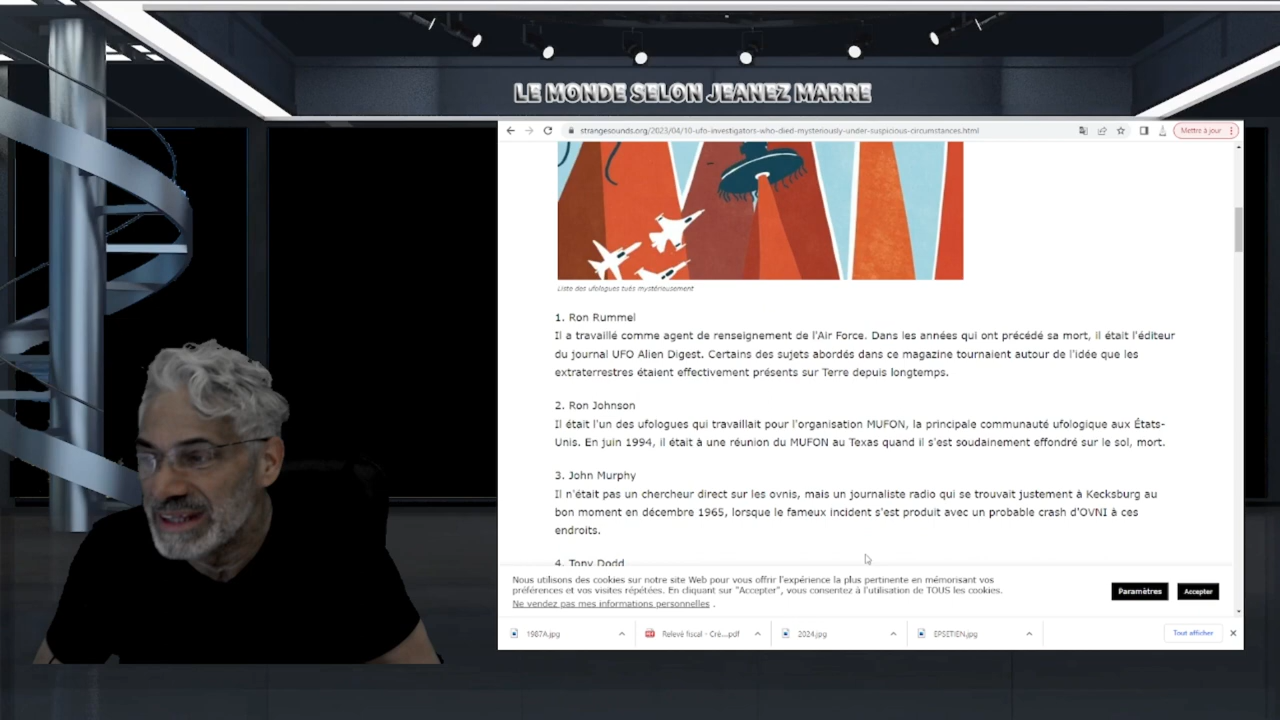 LE MONDE SELON JEANEZ MARRE
strangesounds.org/2023/04/10-ufo-investigators-who-died-mysteriously-under-suspicious-circumstances.html
Mettre à jour
Liste des ufologues tués mystérieusement
1. Ron Rummel
Il a travaillé comme agent de renseignement de l'Air Force. Dans les années qui ont précédé sa mort, il était l'éditeur
du journal UFO Alien Digest. Certains des sujets abordés dans ce magazine tournaient autour de l'idée que les
extraterrestres étaient effectivement présents sur Terre depuis longtemps.
2. Ron Johnson
Il était l'un des ufologues qui travaillait pour l'organisation MUFON, la principale communauté ufologique aux États-
Unis. En juin 1994, il était à une réunion du MUFON au Texas quand il s'est soudainement effondré sur le sol, mort.
3. John Murphy
Il n'était pas un chercheur direct sur les ovnis, mais un journaliste radio qui se trouvait justement à Kecksburg au
bon moment en décembre 1965, lorsque le fameux incident s'est produit avec un probable crash d'OVNI à ces
endroits.
4. Tony Dodd
Nous utilisons des cookies sur notre site Web pour vous offrir l'expérience la plus pertinente en mémorisant vos
préférences et vos visites répétées. En cliquant sur "Accepter", vous consentez à l'utilisation de TOUS les cookies.
Ne vendez pas mes informations personnelles .
Paramètres
Accepter
1987A.jpg
Relevé fiscal - Cré....pdf
2024.jpg
EPSETIEN.jpg
Tout afficher